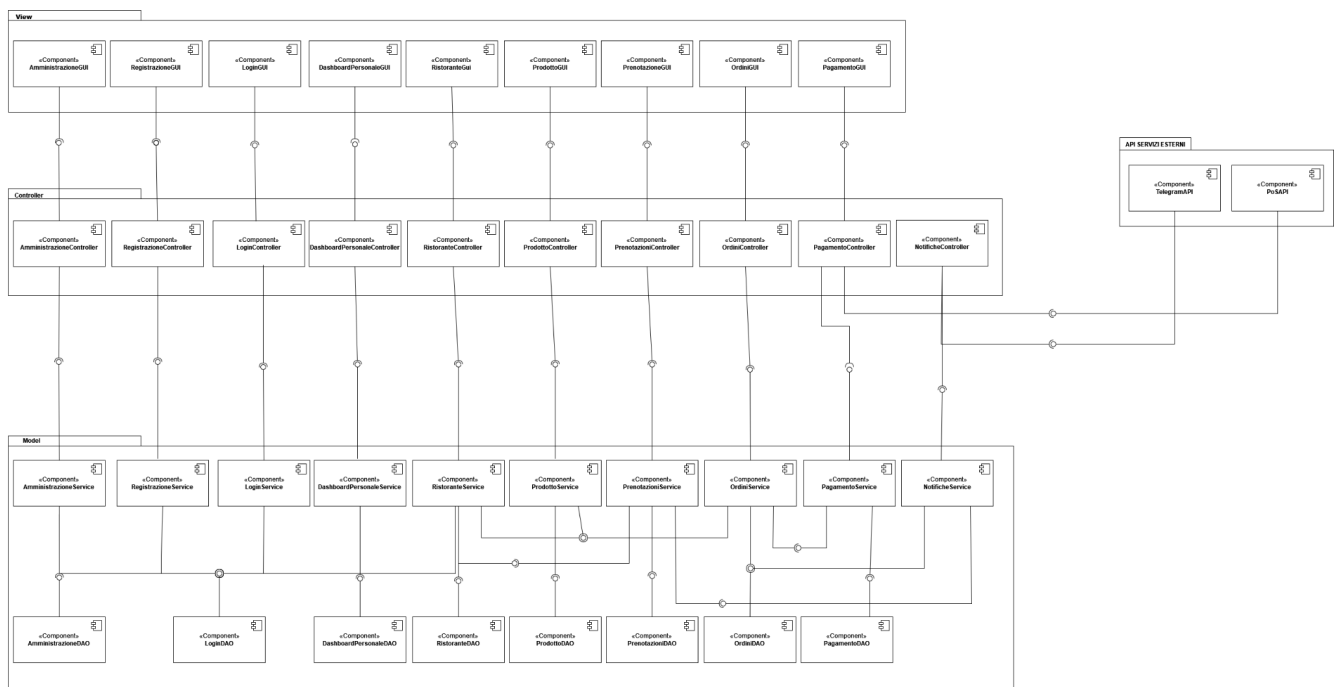 View
«Component»
AmministrazioneGUI
«Component»
RegistrazioneGUI
«Component»
LoginGUI
«Component»
DashboardPersonaleGUI
«Component»
RistoranteGui
«Component»
ProdottoGUI
«Component»
PrenotazioneGUI
«Component»
OrdiniGUI
«Component»
PagamentoGUI
API SERVIZI ESTERNI
«Component»
TelegramAPI
«Component»
PoSAPI
Controller
«Component»
AmministrazioneController
«Component»
RegistrazioneController
«Component»
LoginController
«Component»
DashboardPersonaleController
«Component»
RistoranteController
«Component»
ProdottoController
«Component»
PrenotazioniController
«Component»
OrdiniController
«Component»
PagamentoController
«Component»
NotificheController
Model
«Component»
AmministrazioneService
«Component»
RegistrazioneService
«Component»
LoginService
«Component»
DashboardPersonaleService
«Component»
RistoranteService
«Component»
ProdottoService
«Component»
PrenotazioniService
«Component»
OrdiniService
«Component»
PagamentoService
«Component»
NotificheService
«Component»
AmministrazioneDAO
«Component»
LoginDAO
«Component»
DashboardPersonaleDAO
«Component»
RistoranteDAO
«Component»
ProdottoDAO
«Component»
PrenotazioniDAO
«Component»
OrdiniDAO
«Component»
PagamentoDAO